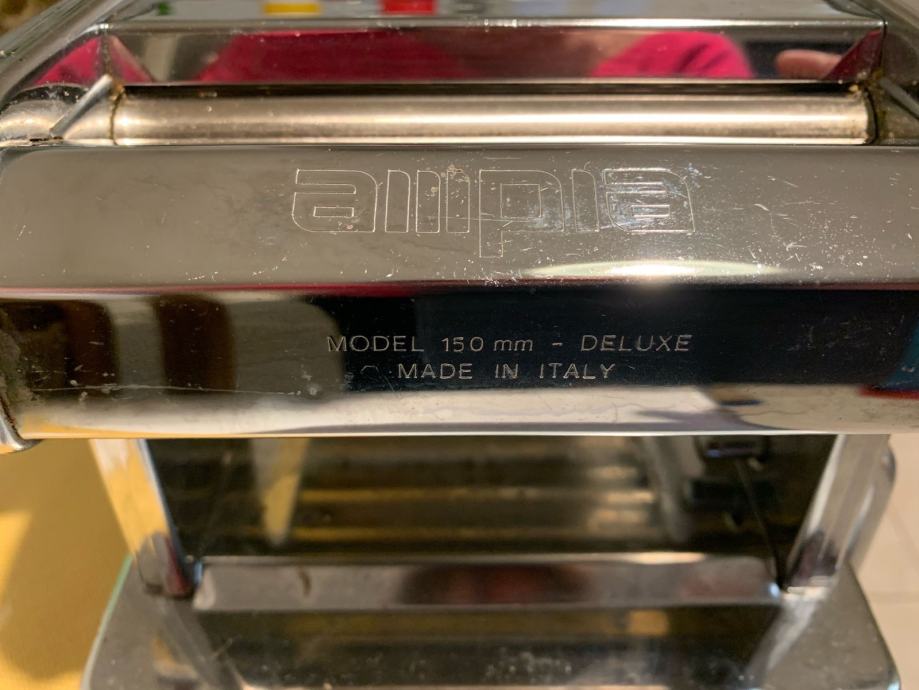 ampia
MODEL 150 mm - DELUXE
MADE IN ITALY